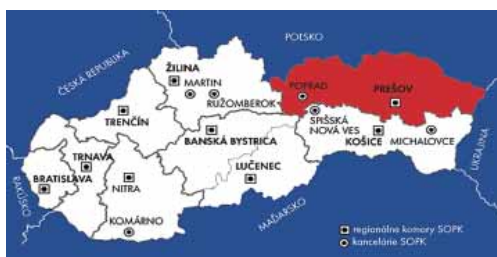 POĽSKO
ČESKÁ REPUBLIKA
ŽILINA
MARTIN
RUŽOMBEROK
POPRAD
PREŠOV
TRENČÍN
SPIŠSKÁ
NOVÁ VES
BANSKÁ BYSTRICA
KOŠICE
MICHALOVCE
TRNAVA
LUČENEC
BRATISLAVA
NITRA
UKRAJINA
RAKÚSKO
KOMÁRNO
MAĎARSKO
regionálne komory SOPK
kancelárie SOPK